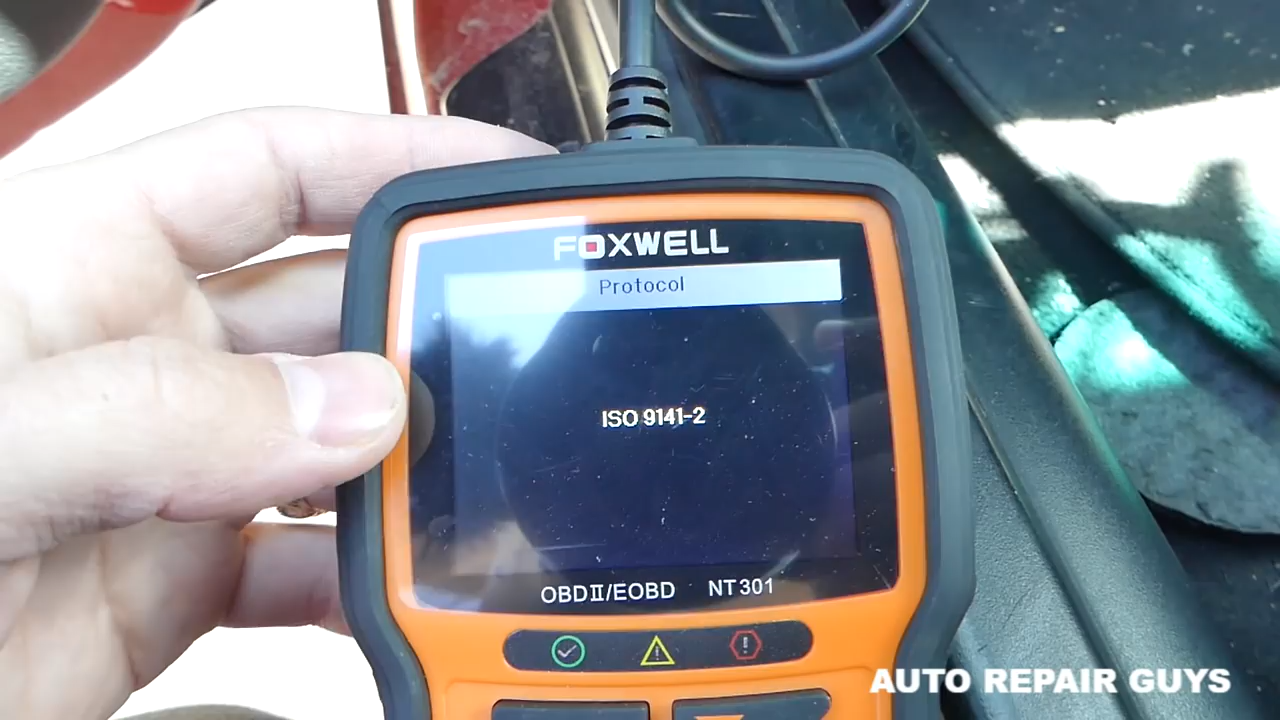 FOXWELL
Protocol
ISO 9141-2
OBDII/EOBD NT301
AUTO REPAIR GUYS